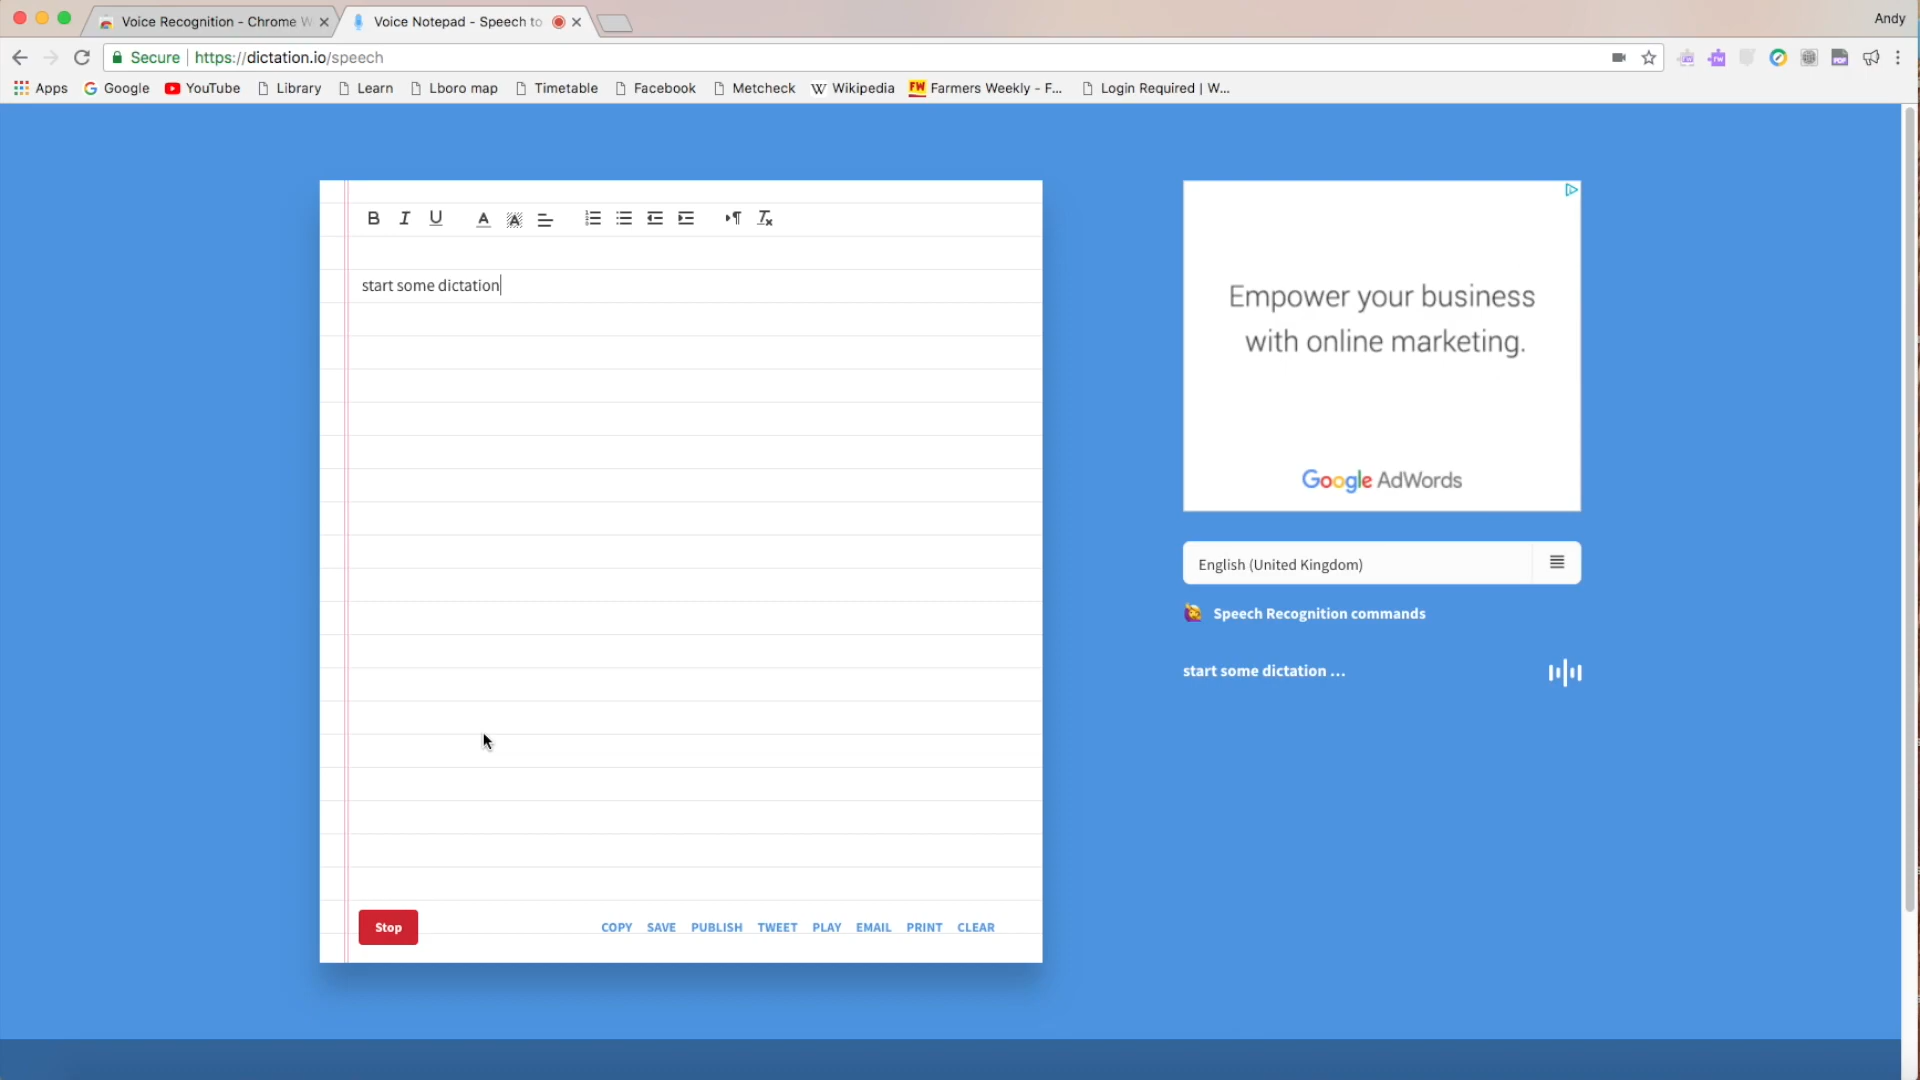 Andy
Voice Recognition - Chrome W
Voice Notepad - Speech to
Secure https://dictation.io/speech
Apps Google YouTube Library Learn Lboro map Timetable Facebook Metcheck W Wikipedia FW Farmers Weekly - F... Login Required | W...
B I U A A
start some dictation
Empower your business
with online marketing.
Google AdWords
English (United Kingdom)
Speech Recognition commands
start some dictation ...
Stop COPY SAVE PUBLISH TWEET PLAY EMAIL PRINT CLEAR